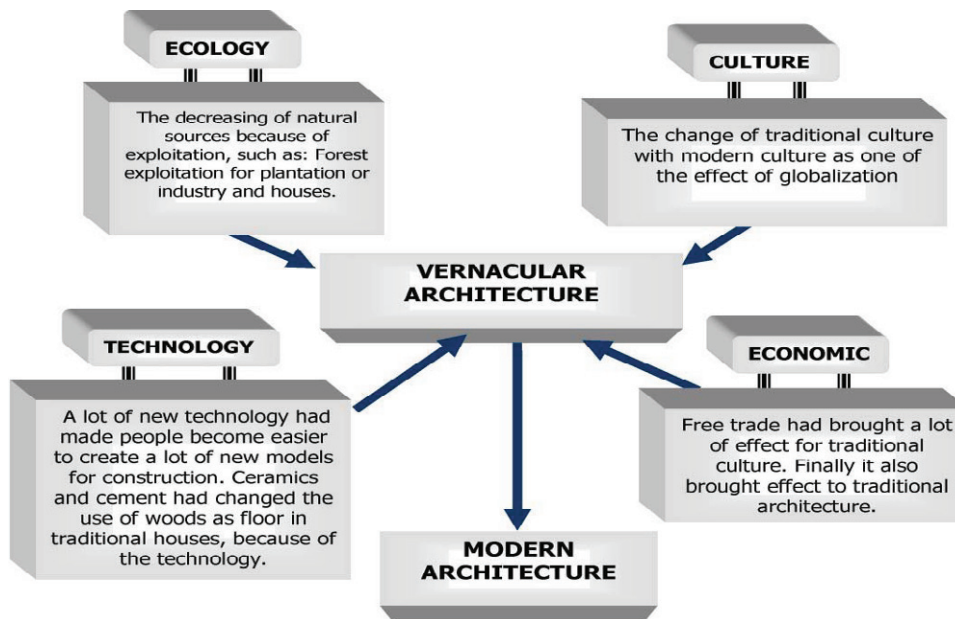 ECOLOGY
The decreasing of natural
sources because of
exploitation, such as: Forest
exploitation for plantation or
industry and houses.
CULTURE
The change of traditional culture
with modern culture as one of
the effect of globalization
VERNACULAR
ARCHITECTURE
TECHNOLOGY
A lot of new technology had
made people become easier
to create a lot of new models
for construction. Ceramics
and cement had changed the
use of woods as floor in
traditional houses, because of
the technology.
ECONOMIC
Free trade had brought a lot
of effect for traditional
culture. Finally it also
brought effect to traditional
architecture.
MODERN
ARCHITECTURE